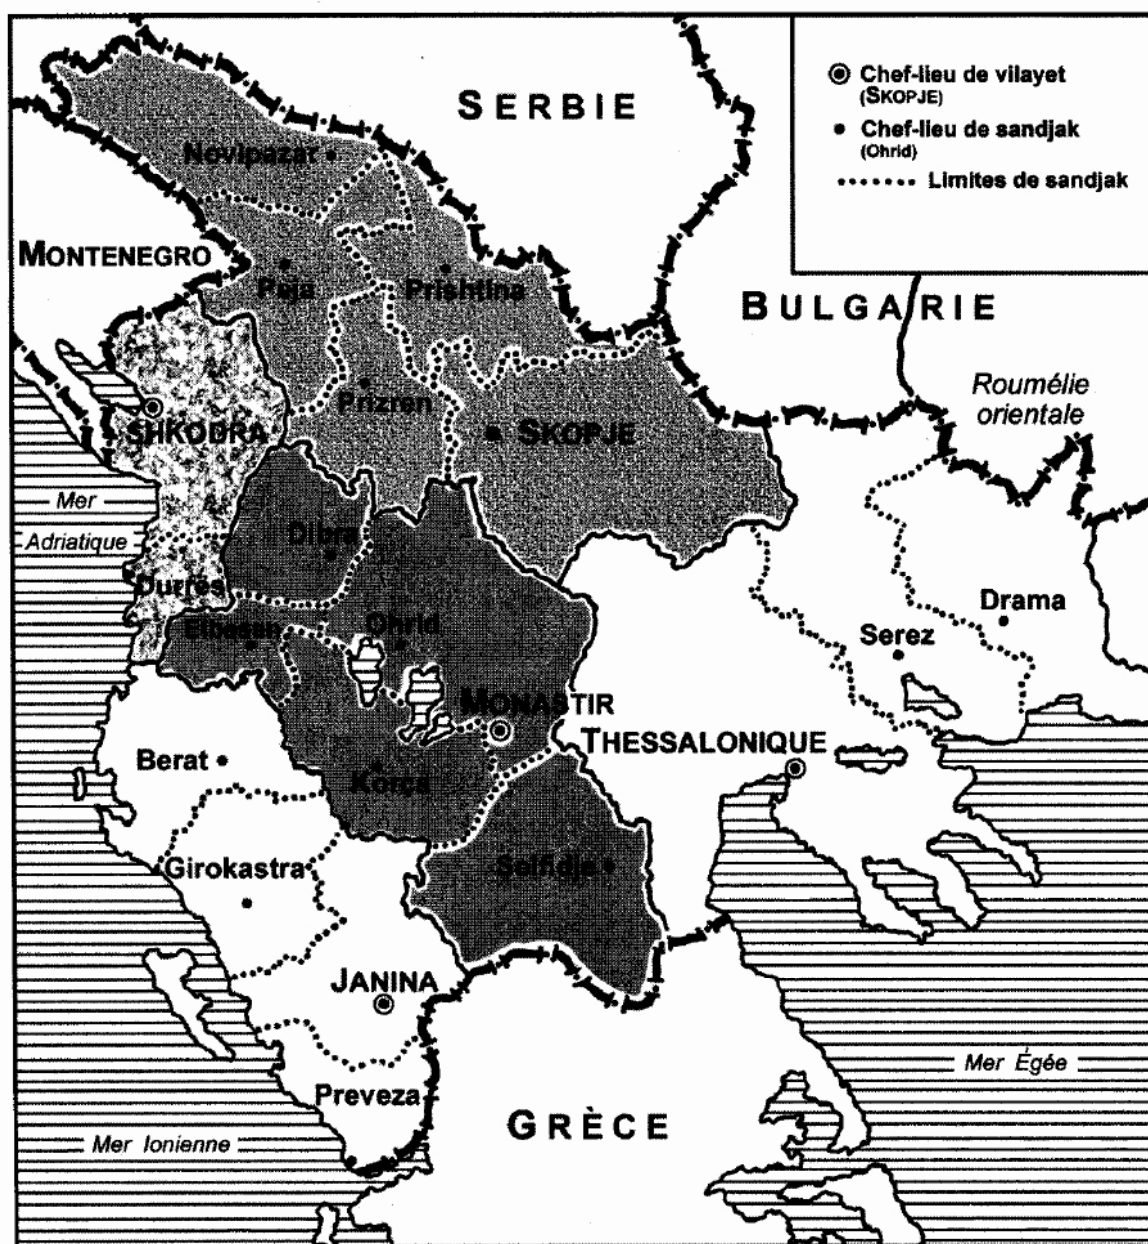 SERBIE
Chef-lieu de vilayet
(SKOPJE)
Chef-lieu de sandjak
(Ohrid)
Limites de sandjak
Novipazar
MONTENEGRO
Peja
Prishtina
BULGARIE
Roumélie
orientale
Prizren
SHKODRA
SKOPJE
Mer
Adriatique
Dibra
Durrës
Elbasan
Ohrid
Drama
Serez
MONASTIR
THESSALONIQUE
Berat
Korça
Girokastra
Selfidje
JANINA
Preveza
Mer Égée
GRÈCE
Mer Ionienne